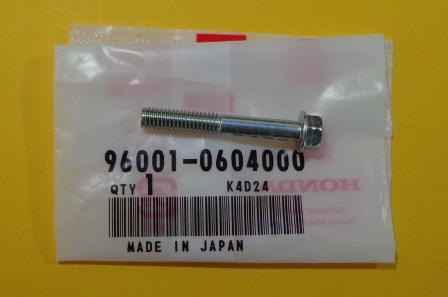 96001-0604000
QTY 1 K4D24
HONDA
MADE IN JAPAN